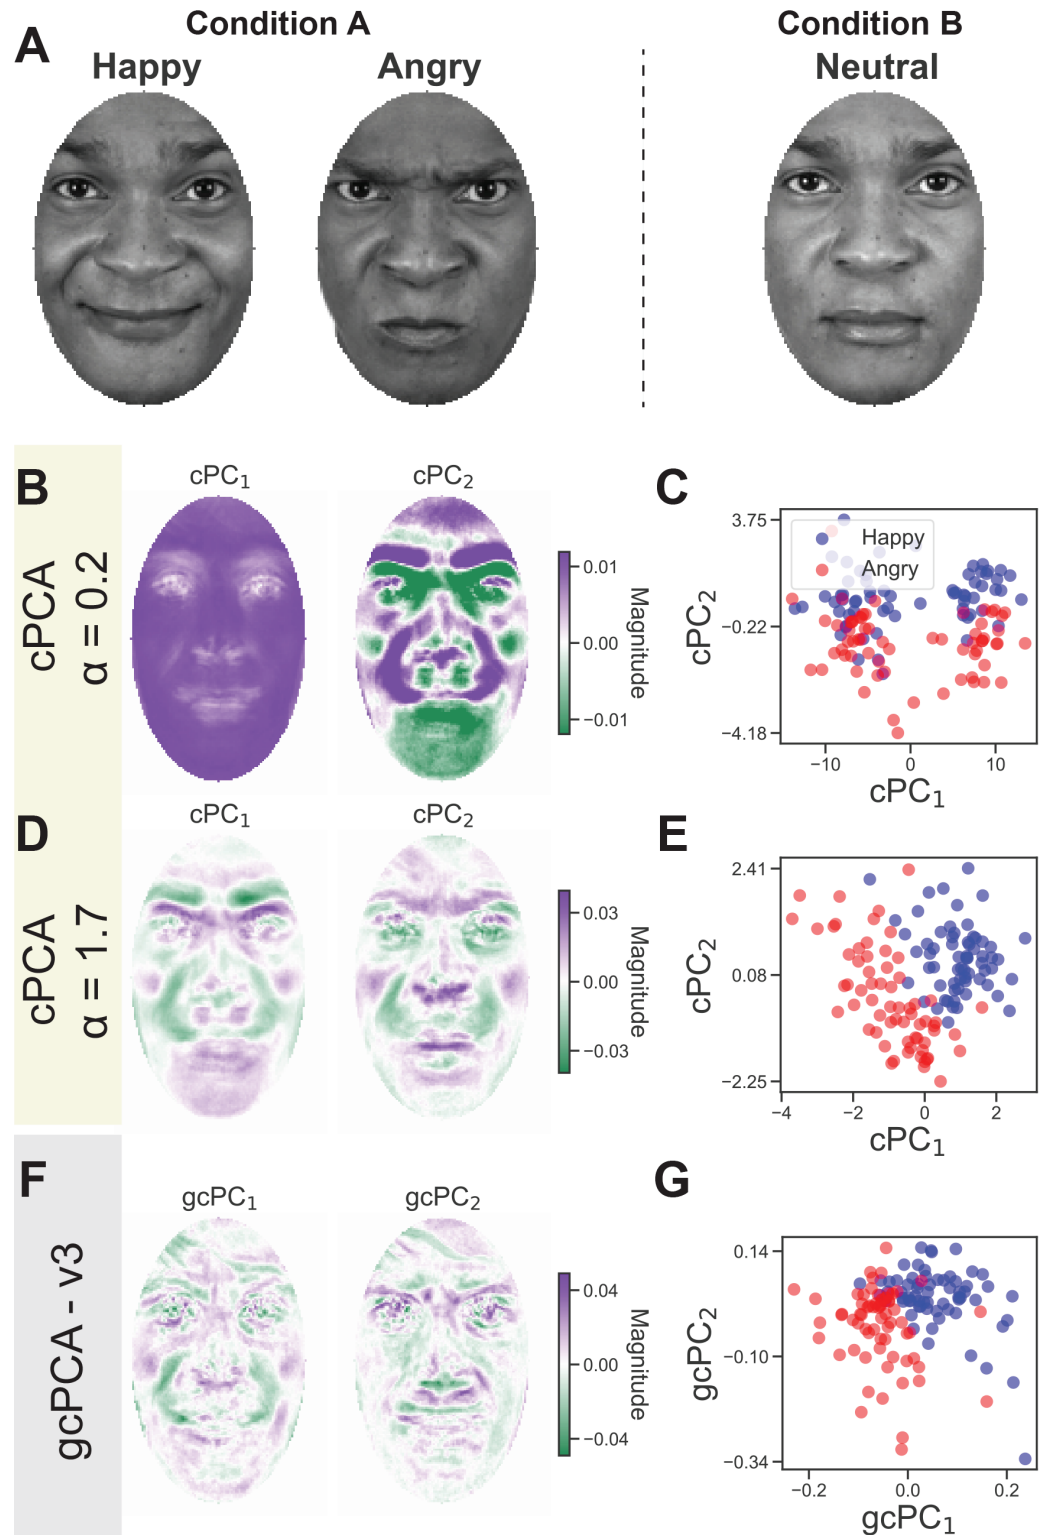 Condition A
Condition B
A
Happy
Angry
Neutral
B
cPCA
α = 0.2
cPC1
cPC2
0.01
0.00
−0.01
Magnitude
C
Happy
Angry
3.75
−0.22
−4.18
cPC2
−10
0
10
cPC1
D
cPCA
α = 1.7
cPC1
cPC2
0.03
0.00
−0.03
Magnitude
E
2.41
0.08
−2.25
cPC2
−4
−2
0
2
cPC1
F
gcPCA - v3
gcPC1
gcPC2
0.04
0.00
−0.04
Magnitude
G
0.14
−0.10
−0.34
gcPC2
−0.2
0.0
0.2
gcPC1